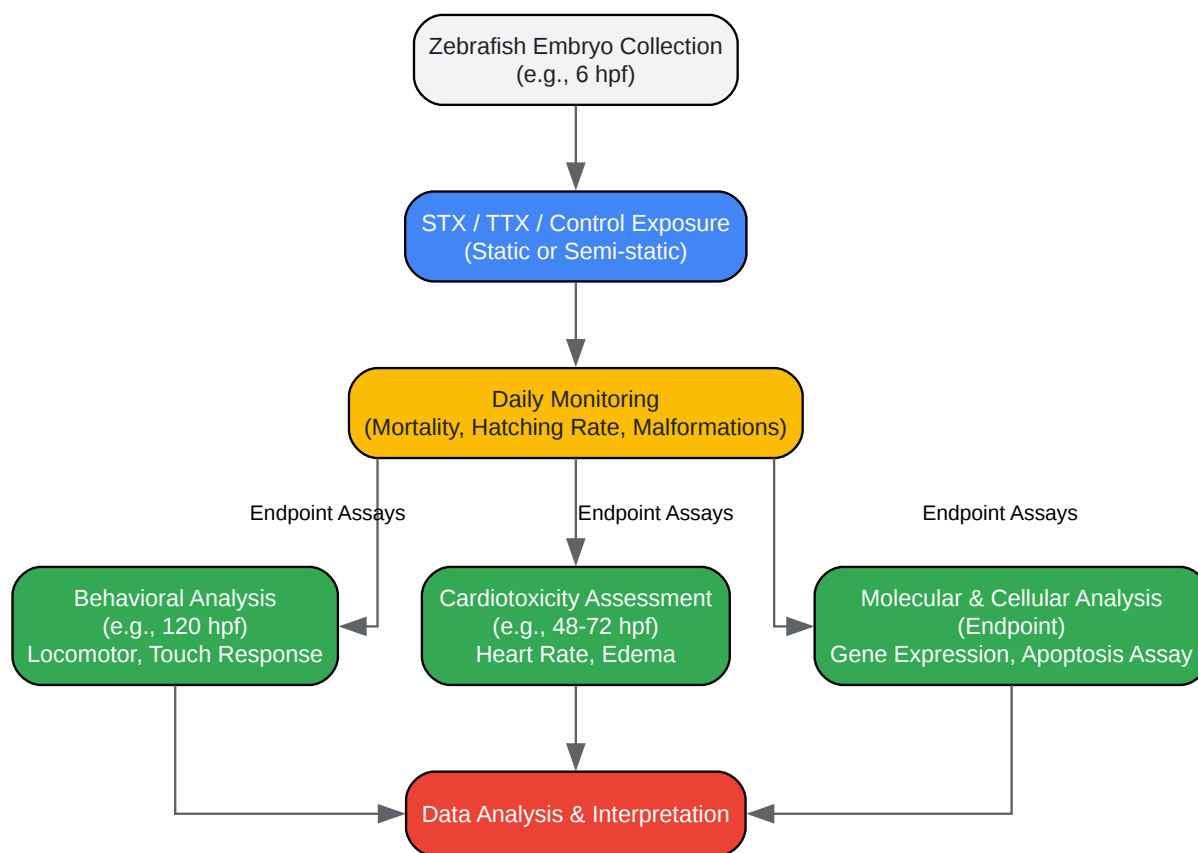 Zebrafish Embryo Collection
(e.g., 6 hpf)
STX / TTX / Control Exposure
(Static or Semi-static)
Daily Monitoring
(Mortality, Hatching Rate, Malformations)
Endpoint Assays
Endpoint Assays
Endpoint Assays
Behavioral Analysis
(e.g., 120 hpf)
Locomotor, Touch Response
Cardiotoxicity Assessment
(e.g., 48-72 hpf)
Heart Rate, Edema
Molecular & Cellular Analysis
(Endpoint)
Gene Expression, Apoptosis Assay
Data Analysis & Interpretation